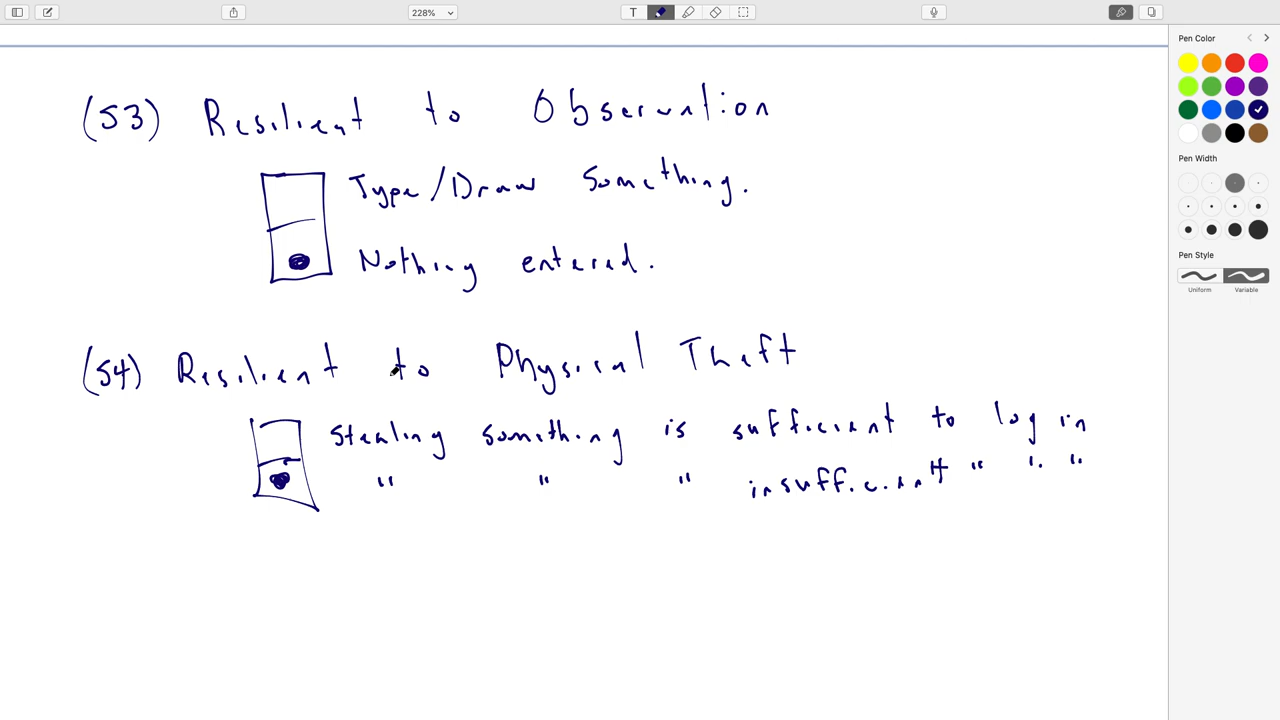 228%
T
Pen Color
(S3) Resilient to Observation
Type/Draw Something.
Nothing entered.
Pen Width
Pen Style
Uniform Variable
(S4) Resilient to Physical Theft
Stealing something is sufficient to log in
" " " insufficient " " "